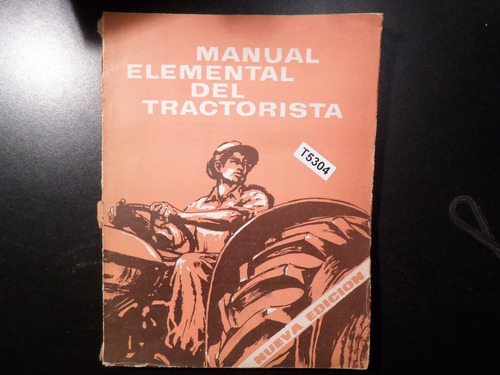 MANUAL
ELEMENTAL
DEL
TRACTORISTA
T5304
NUEVA EDICION